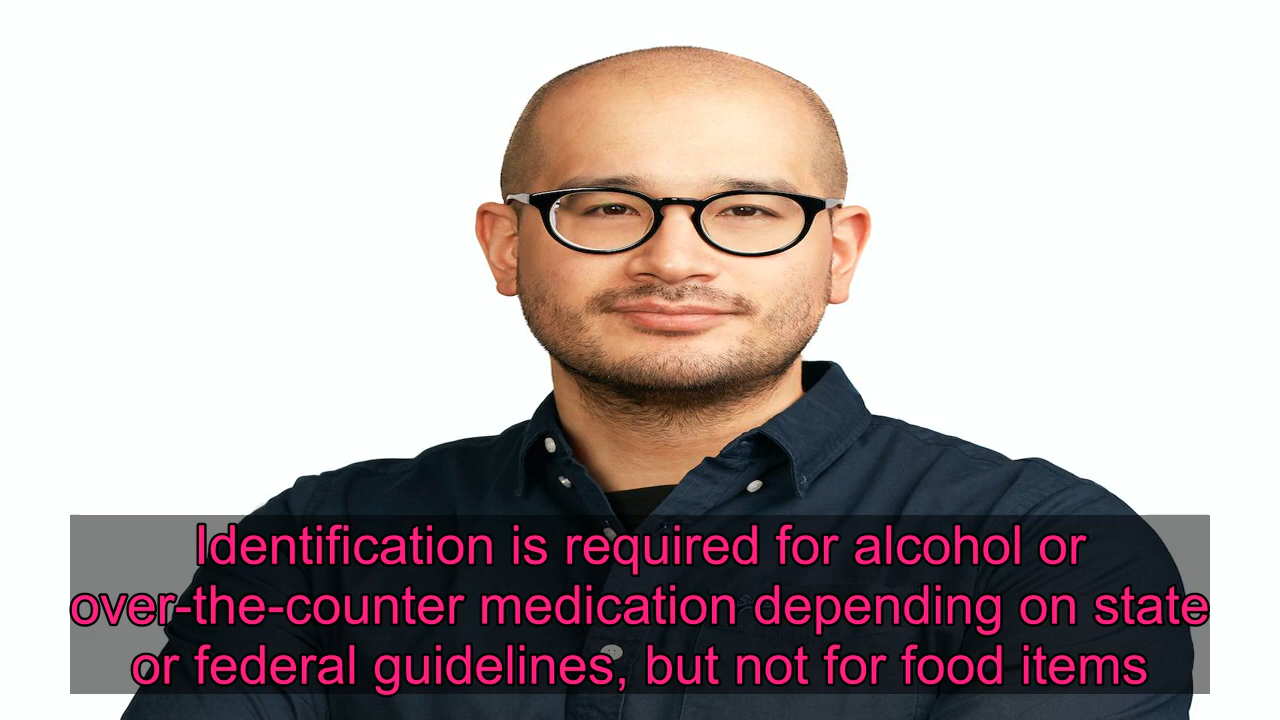 Identification is required for alcohol or
over-the-counter medication depending on state
or federal guidelines, but not for food items